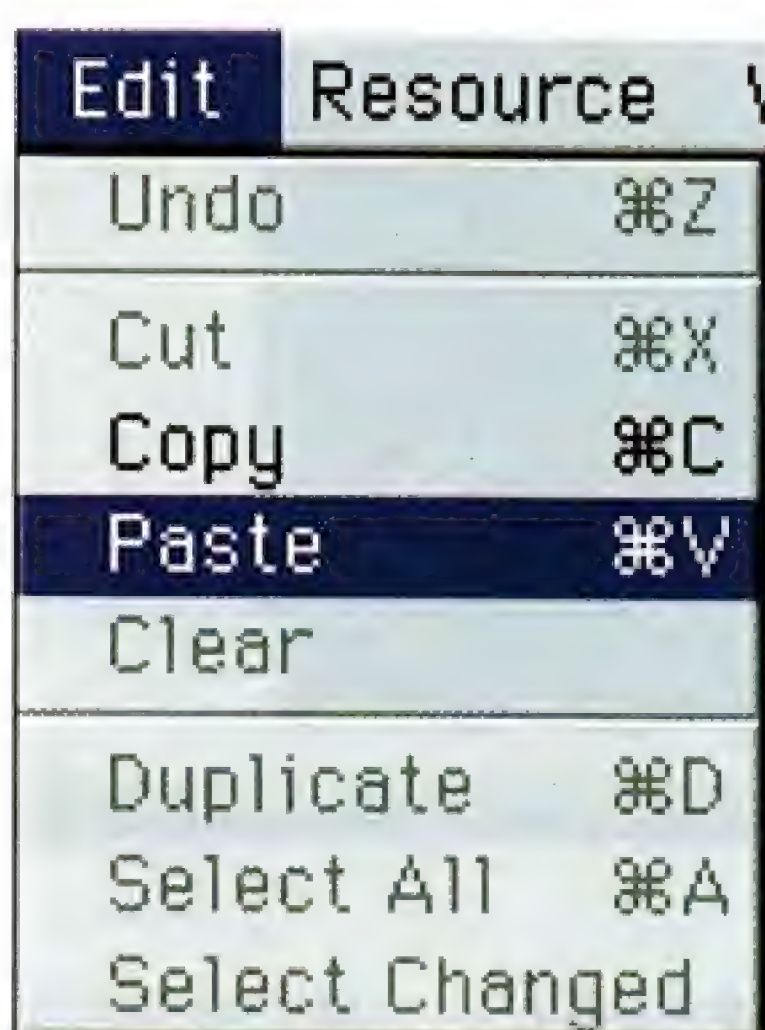 Edit Resource
Undo ⌘Z
Cut ⌘X
Copy ⌘C
Paste ⌘V
Clear
Duplicate ⌘D
Select All ⌘A
Select Changed